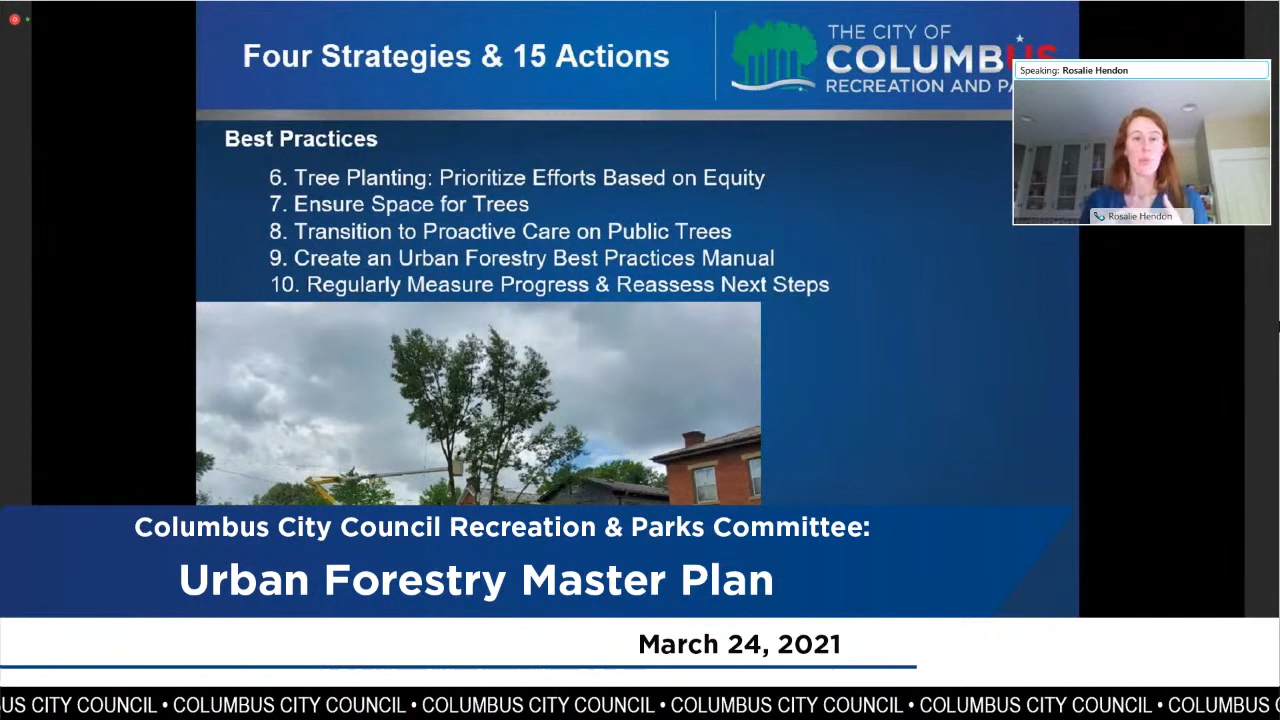 Four Strategies & 15 Actions
THE CITY OF
COLUMBUS
RECREATION AND PA
Speaking: Rosalie Hendon
Rosalie Hendon
Best Practices
6. Tree Planting: Prioritize Efforts Based on Equity
7. Ensure Space for Trees
8. Transition to Proactive Care on Public Trees
9. Create an Urban Forestry Best Practices Manual
10. Regularly Measure Progress & Reassess Next Steps
Columbus City Council Recreation & Parks Committee:
Urban Forestry Master Plan
March 24, 2021
US CITY COUNCIL • COLUMBUS CITY COUNCIL • COLUMBUS CITY COUNCIL • COLUMBUS CITY COUNCIL • COLUMBUS CITY COUNCIL • COLUMBUS